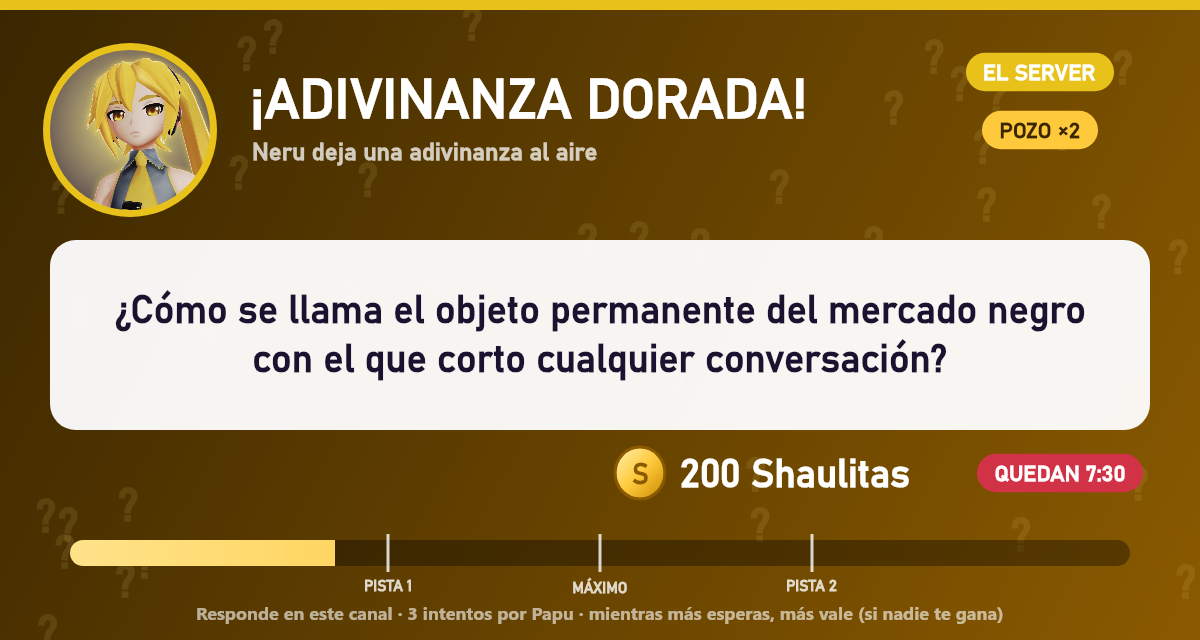 ¡ADIVINANZA DORADA!
Neru deja una adivinanza al aire
EL SERVER
POZO ×2
¿Cómo se llama el objeto permanente del mercado negro
con el que corto cualquier conversación?
S 200 Shaulitas
QUEDAN 7:30
PISTA 1
MÁXIMO
PISTA 2
Responde en este canal · 3 intentos por Papu · mientras más esperas, más vale (si nadie te gana)